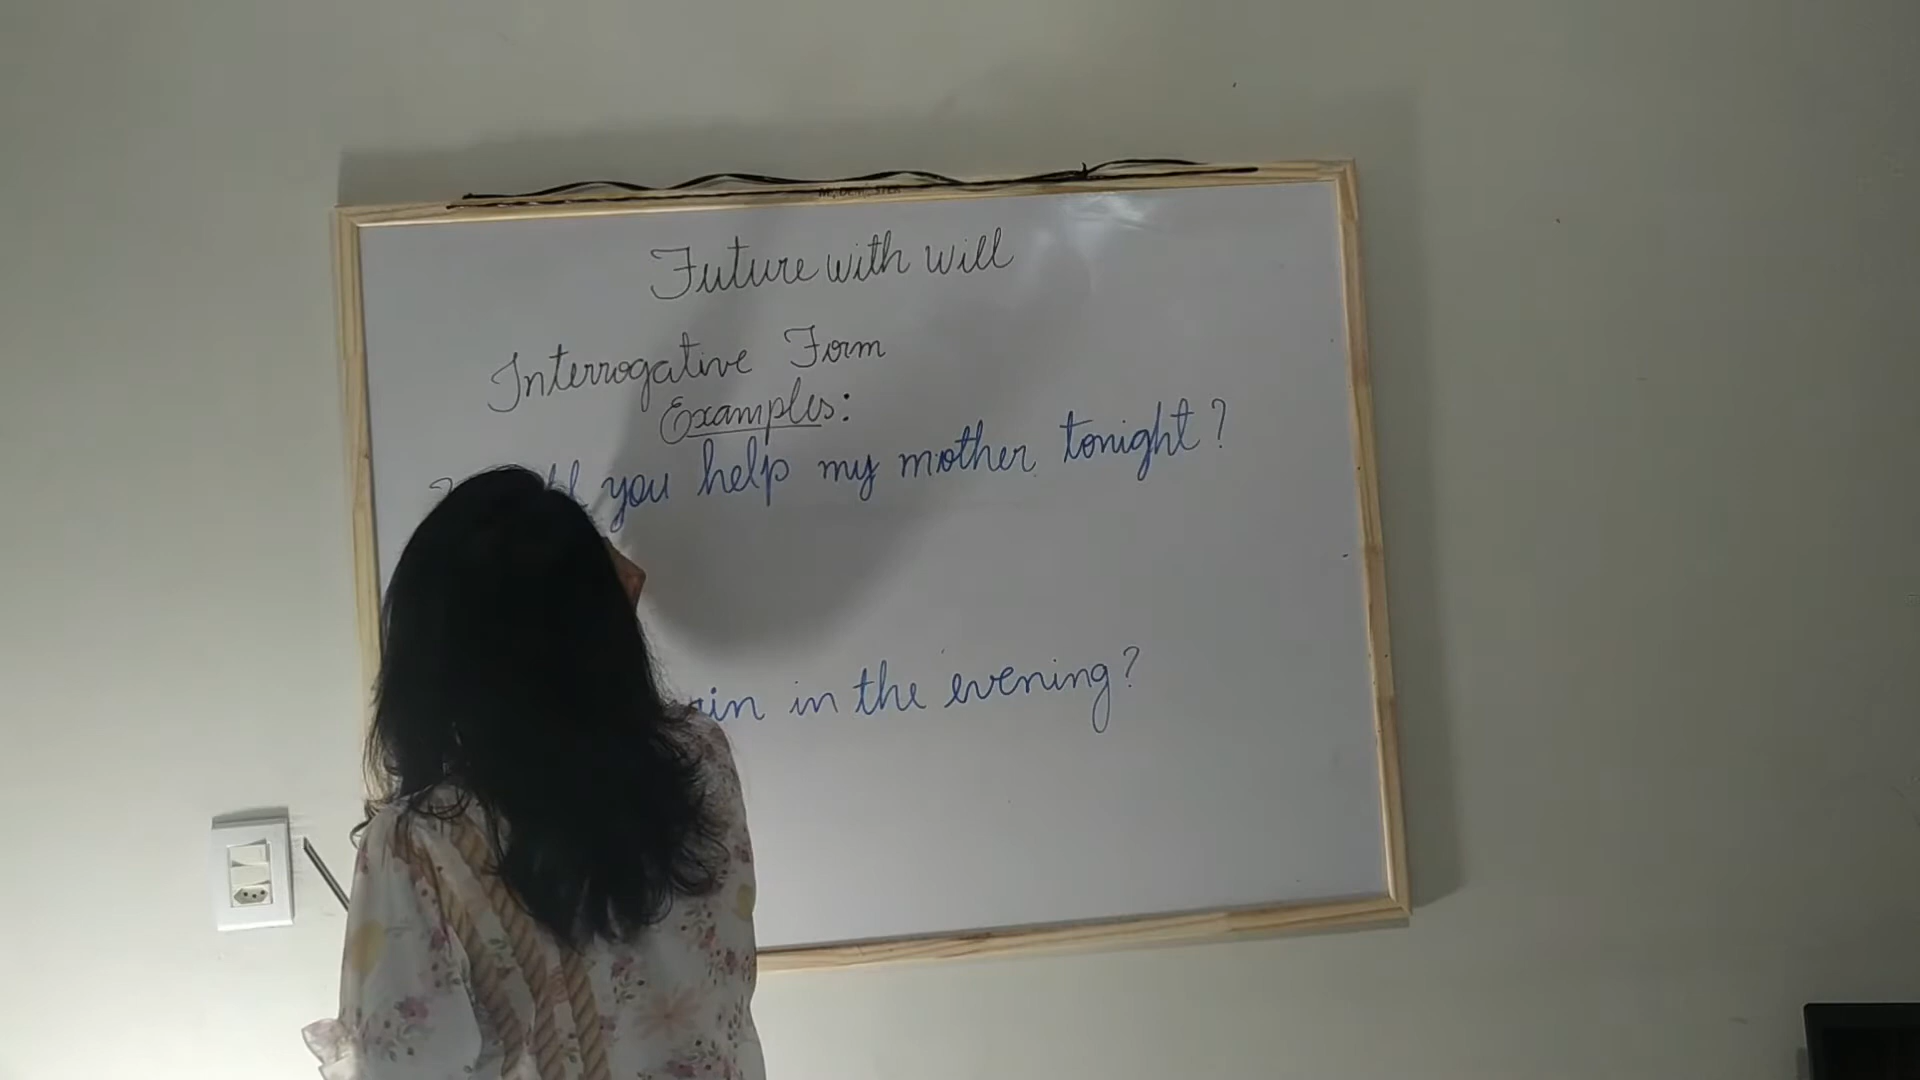 Future with will
Interrogative Form
Examples:
you help my mother tonight?
in the evening?